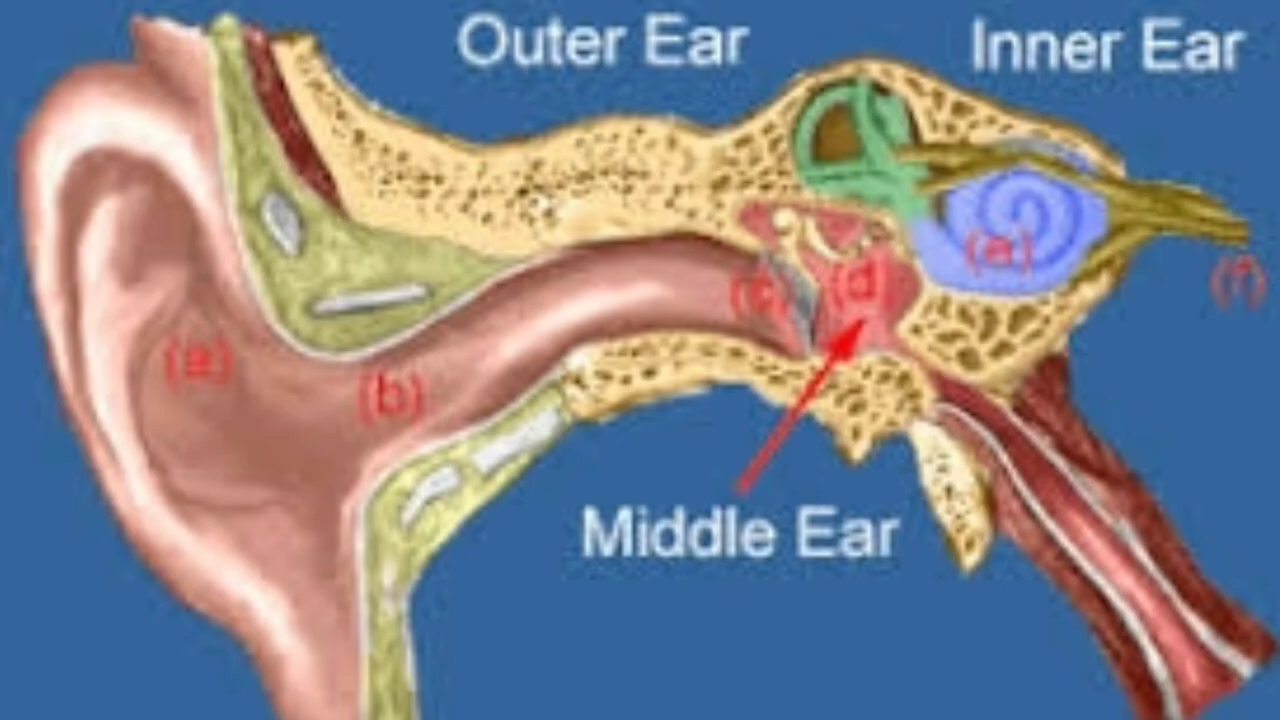 Outer Ear
Inner Ear
(e)
(f)
(c)
(d)
(a)
(b)
Middle Ear